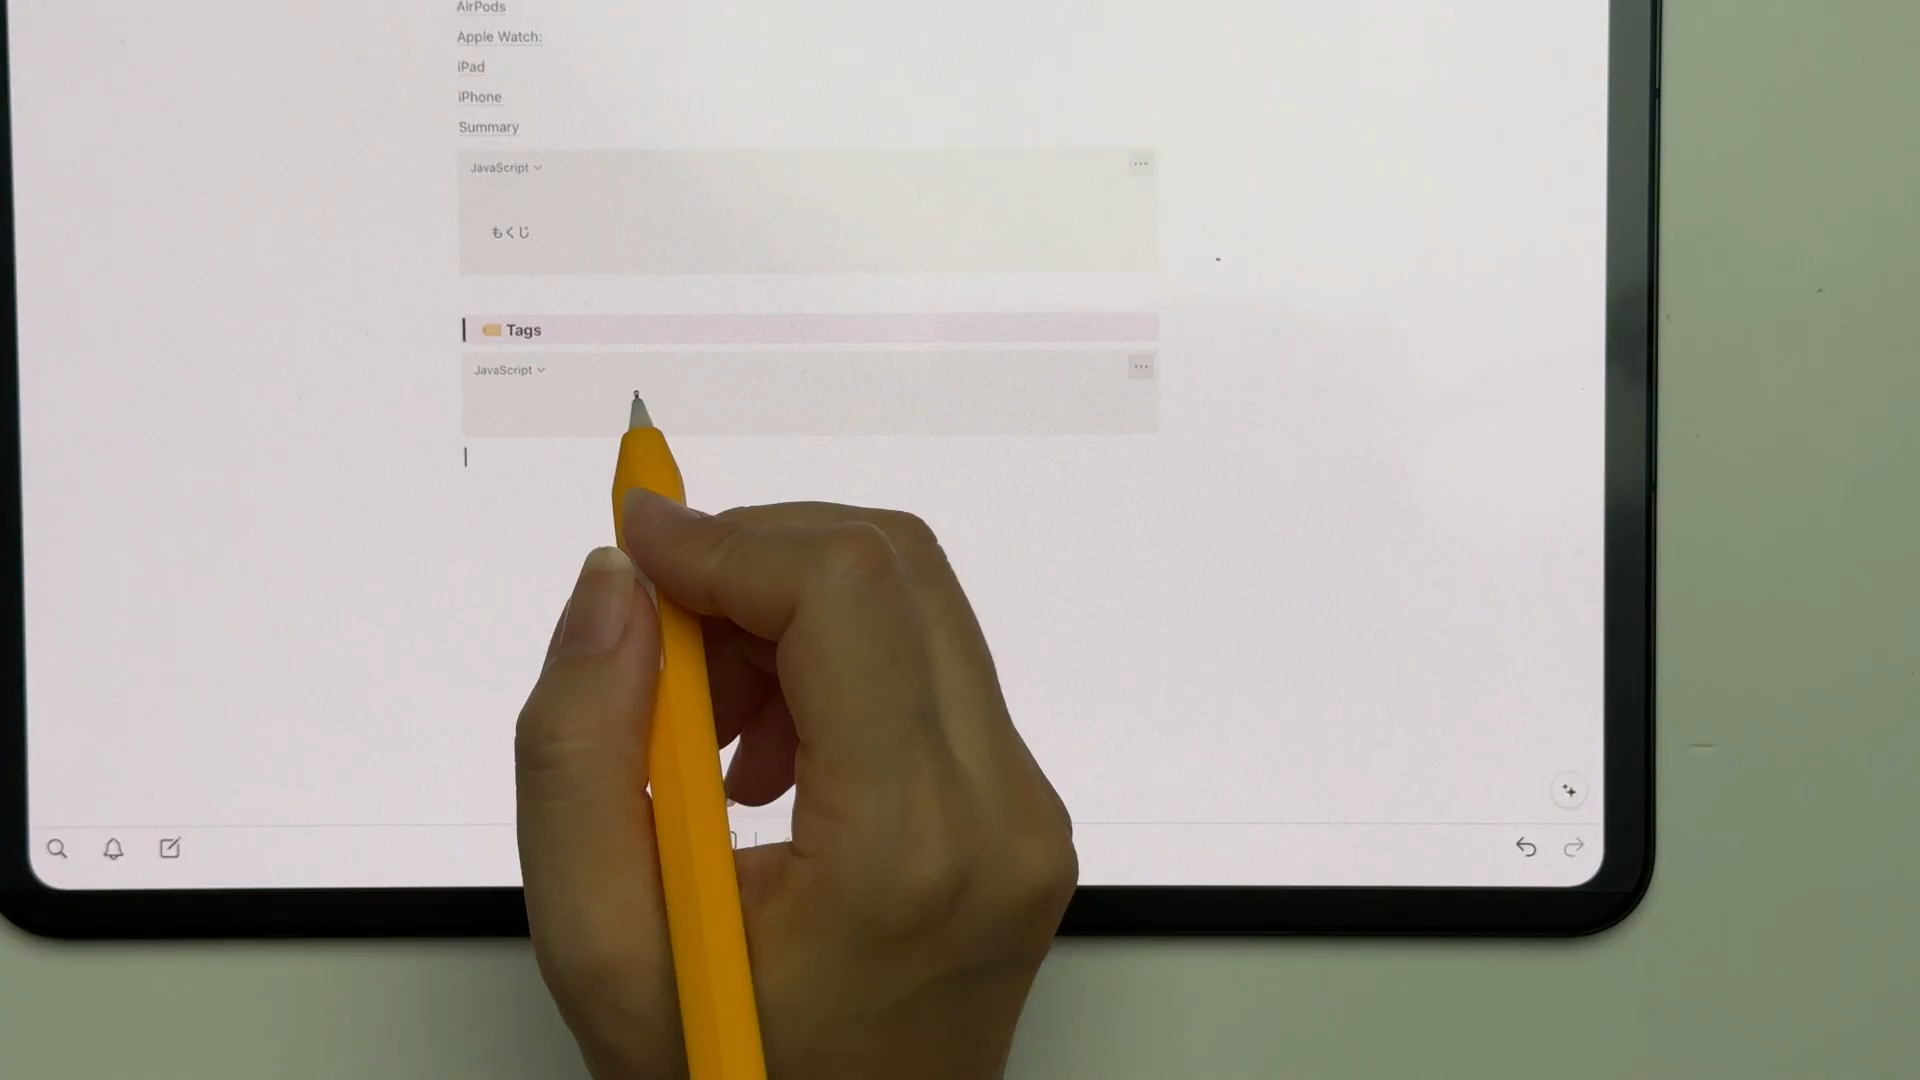 AirPods
Apple Watch:
iPad
iPhone
Summary
JavaScript
もくじ
Tags
JavaScript